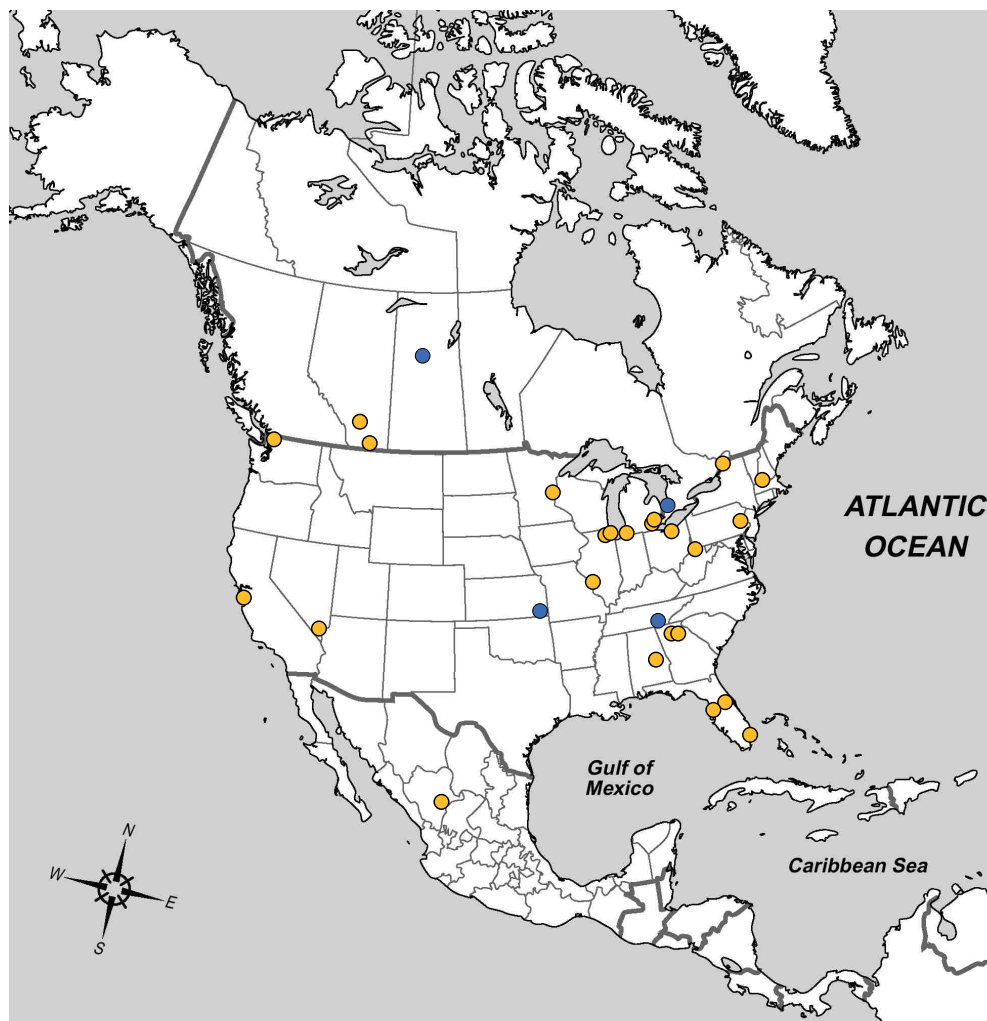 ATLANTIC
OCEAN
Gulf of
Mexico
Caribbean Sea
N
W
E
S